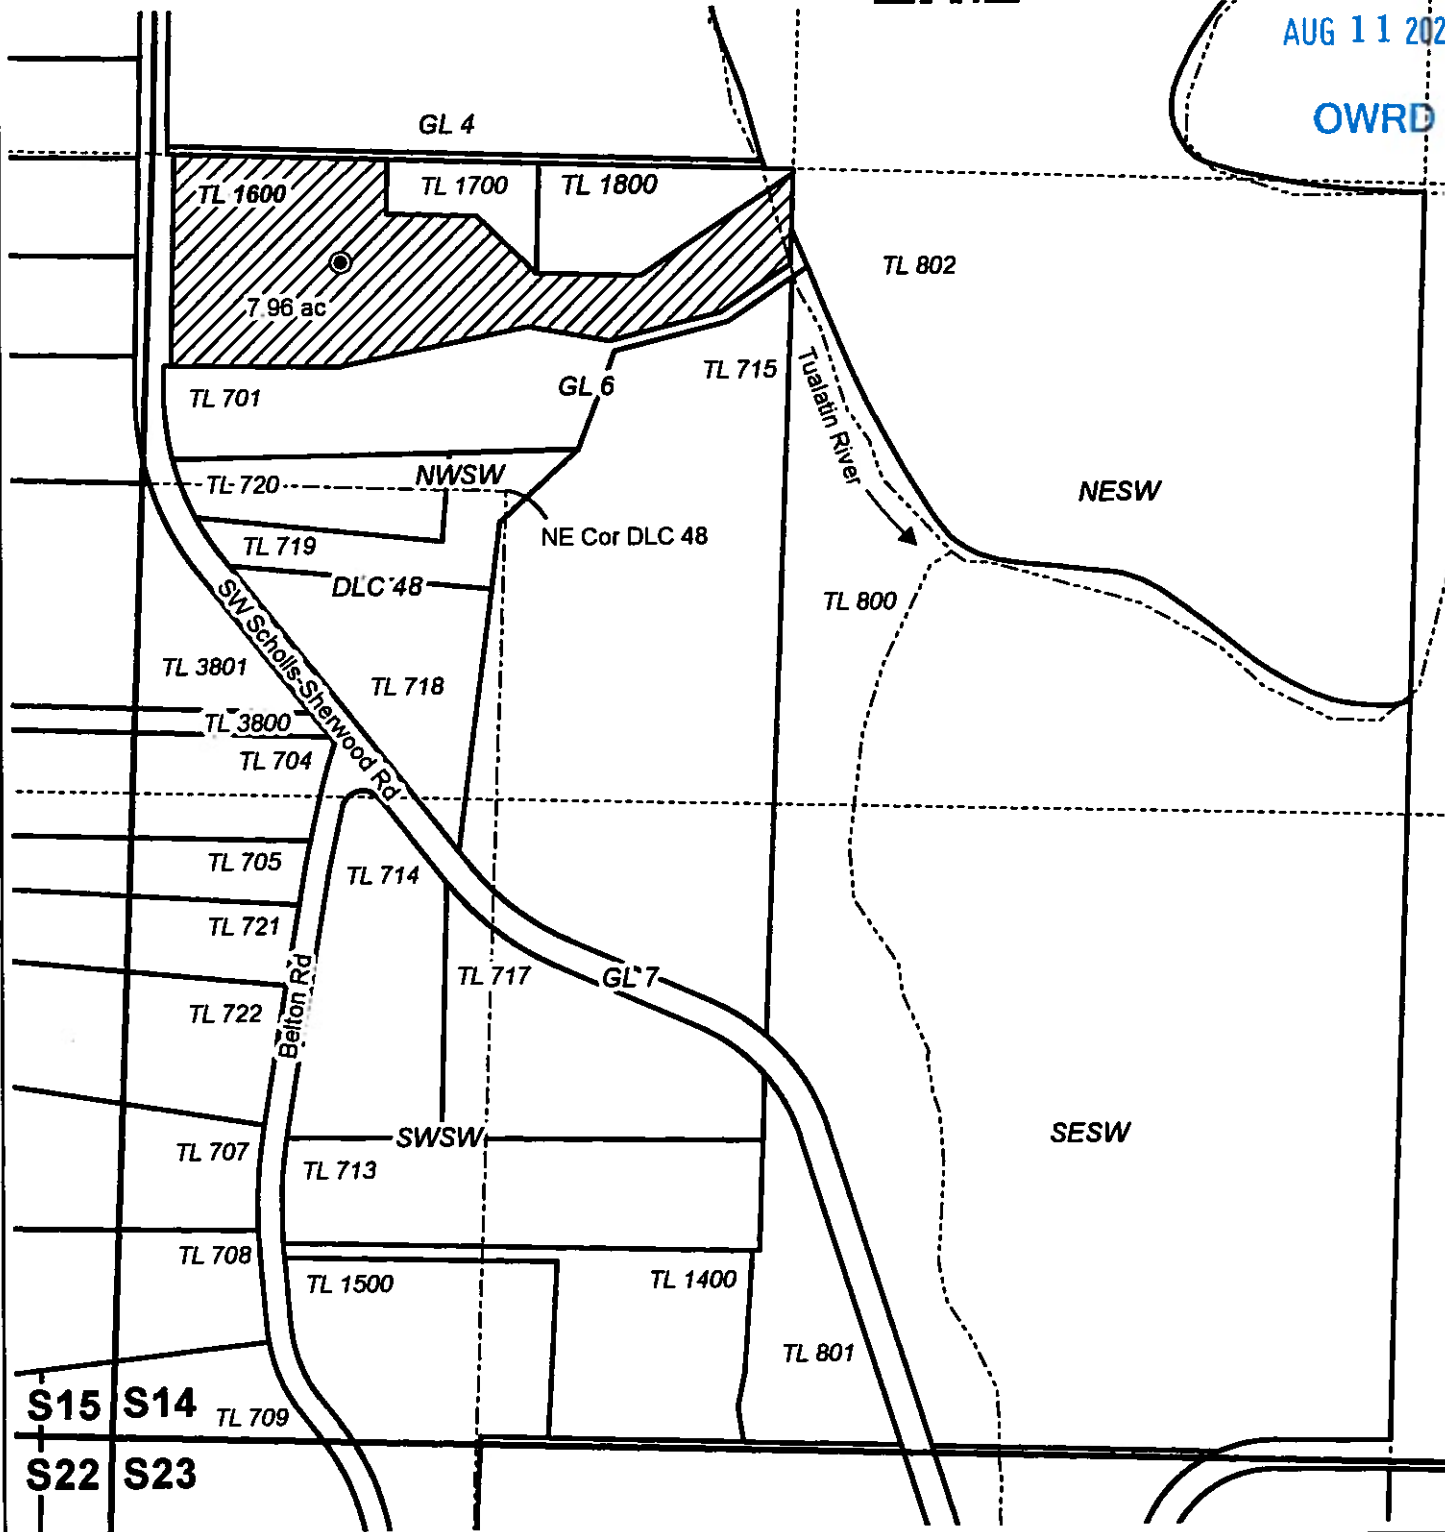 AUG 11 202
OWRD
GL 4
TL 1600
TL 1700
TL 1800
TL 802
7.96 ac
TL 715
TL 701
GL 6
Tualatin River
NWSW
TL 720
NESW
NE Cor DLC 48
TL 719
DLC 48
TL 800
SW Scholls-Sherwood Rd
TL 3801
TL 718
TL 3800
TL 704
TL 705
TL 714
TL 721
TL 717
GL 7
TL 722
Belton Rd
SWSW
SESW
TL 707
TL 713
TL 708
TL 1500
TL 1400
TL 801
S15 S14
TL 709
S22 S23